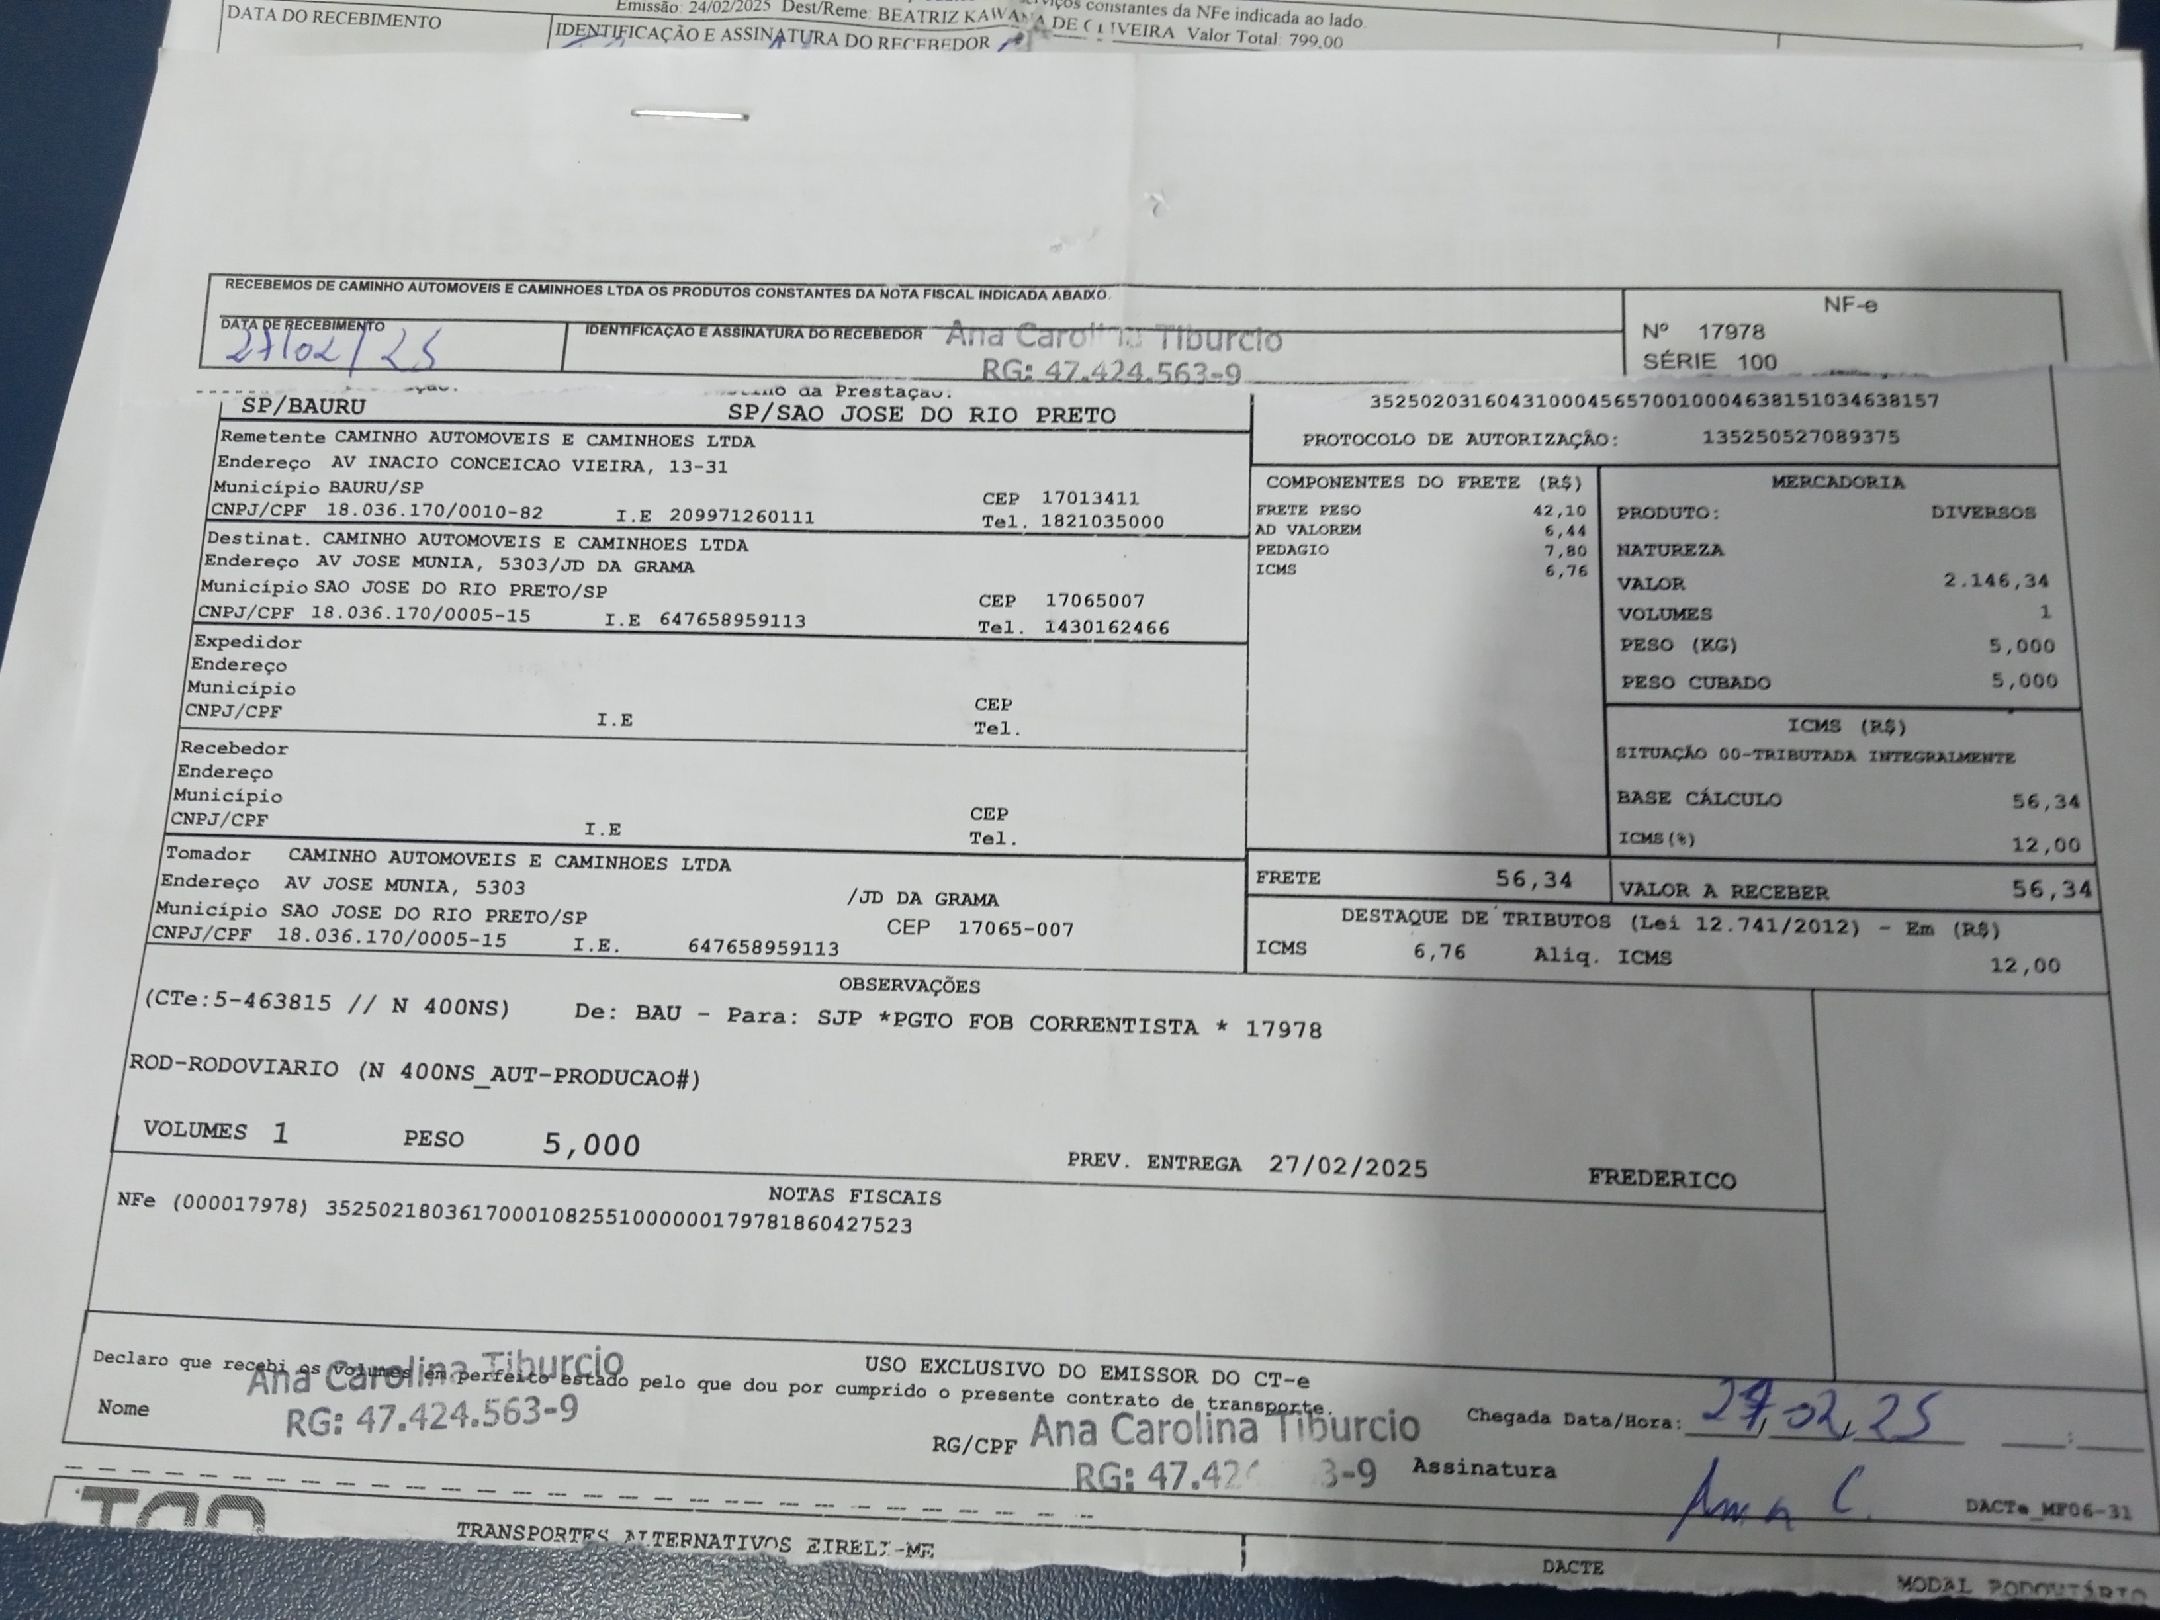 serviços constantes da NFe indicada ao lado.
Emissão: 24/02/2025 Dest/Reme: BEATRIZ KAWANA DE OLIVEIRA Valor Total: 799.00
DATA DO RECEBIMENTO
IDENTIFICAÇÃO E ASSINATURA DO RECEBEDOR
RECEBEMOS DE CAMINHO AUTOMOVEIS E CAMINHOES LTDA OS PRODUTOS CONSTANTES DA NOTA FISCAL INDICADA ABAIXO.
NF-e
Nº 17978
SÉRIE 100
DATA DE RECEBIMENTO
27/02/25
IDENTIFICAÇÃO E ASSINATURA DO RECEBEDOR
Ana Carolina Tiburcio
RG: 47.424.563-9
da Prestação:
SP/BAURU
SP/SAO JOSE DO RIO PRETO
35250203160431000456570010004638151034638157
PROTOCOLO DE AUTORIZAÇÃO: 135250527089375
Remetente CAMINHO AUTOMOVEIS E CAMINHOES LTDA
Endereço AV INACIO CONCEICAO VIEIRA, 13-31
Município BAURU/SP CEP 17013411
CNPJ/CPF 18.036.170/0010-82 I.E 209971260111 Tel. 1821035000
Destinat. CAMINHO AUTOMOVEIS E CAMINHOES LTDA
Endereço AV JOSE MUNIA, 5303/JD DA GRAMA
Município SAO JOSE DO RIO PRETO/SP CEP 17065007
CNPJ/CPF 18.036.170/0005-15 I.E 647658959113 Tel. 1430162466
Expedidor
Endereço
Município CEP
CNPJ/CPF I.E Tel.
Recebedor
Endereço
Município CEP
CNPJ/CPF I.E Tel.
Tomador CAMINHO AUTOMOVEIS E CAMINHOES LTDA
Endereço AV JOSE MUNIA, 5303 /JD DA GRAMA
Município SAO JOSE DO RIO PRETO/SP CEP 17065-007
CNPJ/CPF 18.036.170/0005-15 I.E. 647658959113
COMPONENTES DO FRETE (R$)
FRETE PESO 42,10
AD VALOREM 6,44
PEDAGIO 7,80
ICMS 6,76
MERCADORIA
PRODUTO: DIVERSOS
NATUREZA
VALOR 2.146,34
VOLUMES 1
PESO (KG) 5,000
PESO CUBADO 5,000
ICMS (R$)
SITUAÇÃO 00-TRIBUTADA INTEGRALMENTE
BASE CÁLCULO 56,34
ICMS(%) 12,00
FRETE 56,34
VALOR A RECEBER 56,34
DESTAQUE DE TRIBUTOS (Lei 12.741/2012) - Em (R$)
ICMS 6,76 Aliq. ICMS 12,00
OBSERVAÇÕES
(CTe:5-463815 // N 400NS) De: BAU - Para: SJP *PGTO FOB CORRENTISTA * 17978
ROD-RODOVIARIO (N 400NS_AUT-PRODUCAO#)
VOLUMES 1 PESO 5,000 PREV. ENTREGA 27/02/2025 FREDERICO
NOTAS FISCAIS
NFe (000017978) 35250218036170001082551000000179781860427523
USO EXCLUSIVO DO EMISSOR DO CT-e
Declaro que recebi os volumes em perfeito estado pelo que dou por cumprido o presente contrato de transporte.
Nome
Ana Carolina Tiburcio
RG: 47.424.563-9
RG/CPF
Ana Carolina Tiburcio
RG: 47.42 3-9
Chegada Data/Hora: 27,02,25 :
Assinatura
Ana C.
DACTe_MF06-31
TRANSPORTES ALTERNATIVOS EIRELI-ME
DACTE
MODAL RODOVIÁRIO